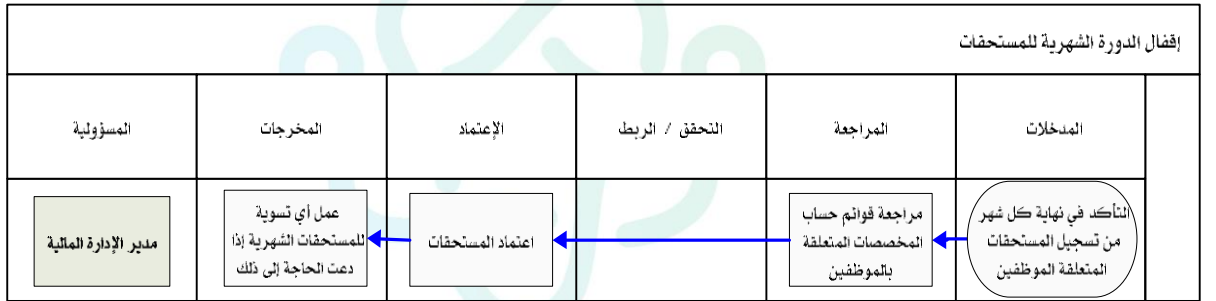 إقفال الدورة الشهرية للمستحقات
المدخلات
المراجعة
التحقق / الربط
الإعتماد
المخرجات
المسؤولية
التأكد في نهاية كل شهر
من تسجيل المستحقات
المتعلقة الموظفين
مراجعة قوائم حساب
المخصصات المتعلقة
بالموظفين
اعتماد المستحقات
عمل أي تسوية
للمستحقات الشهرية إذا
دعت الحاجة إلى ذلك
مدير الإدارة المالية